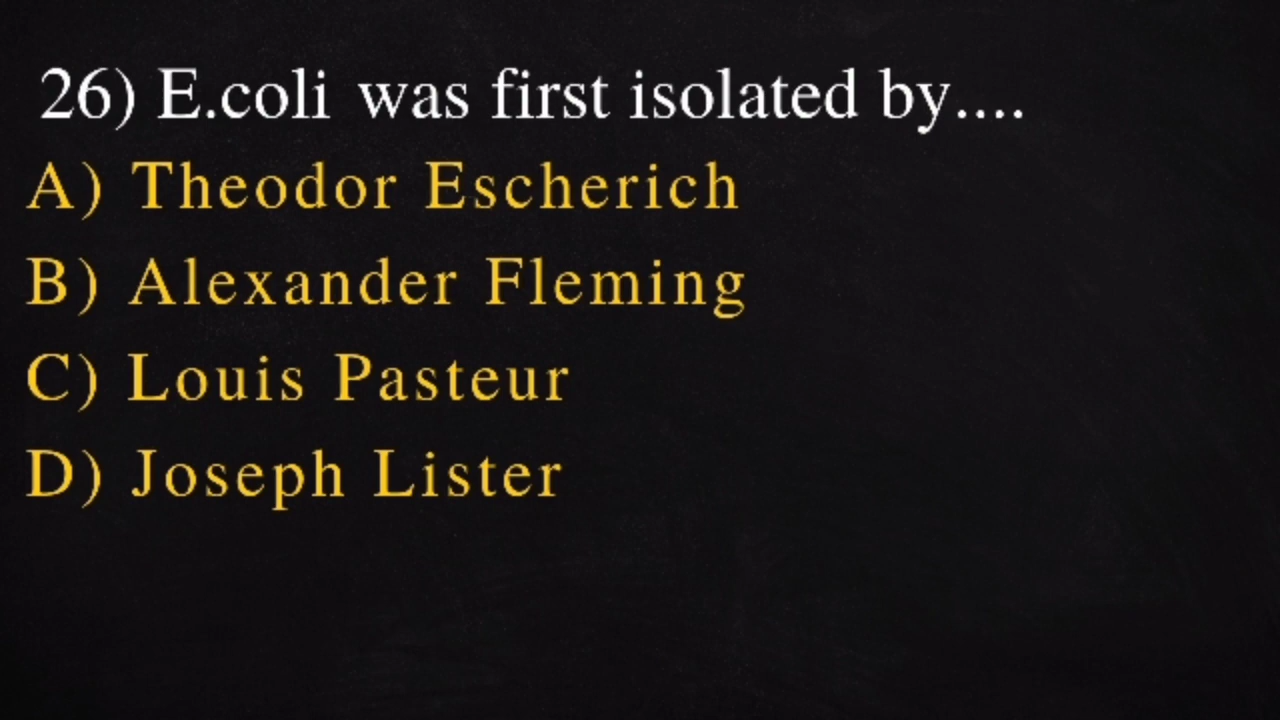 26) E.coli was first isolated by....
A) Theodor Escherich
B) Alexander Fleming
C) Louis Pasteur
D) Joseph Lister